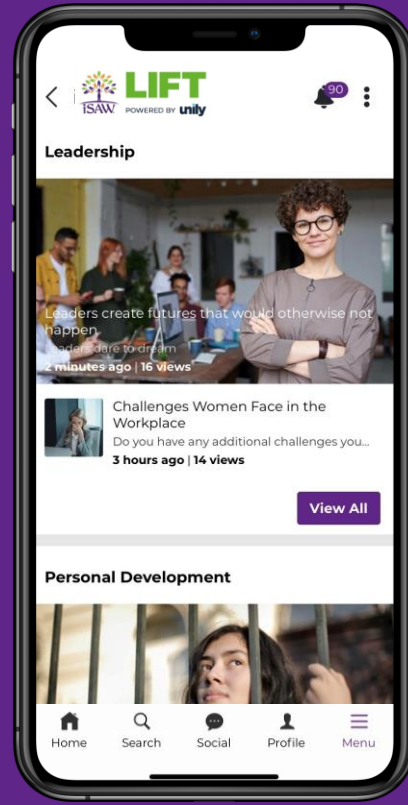 LIFT
ISAW
POWERED BY unily
90
Leadership
Leaders create futures that would otherwise not
happen
Leaders dare to dream
2 minutes ago | 16 views
Challenges Women Face in the
Workplace
Do you have any additional challenges you...
3 hours ago | 14 views
View All
Personal Development
Home
Search
Social
Profile
Menu